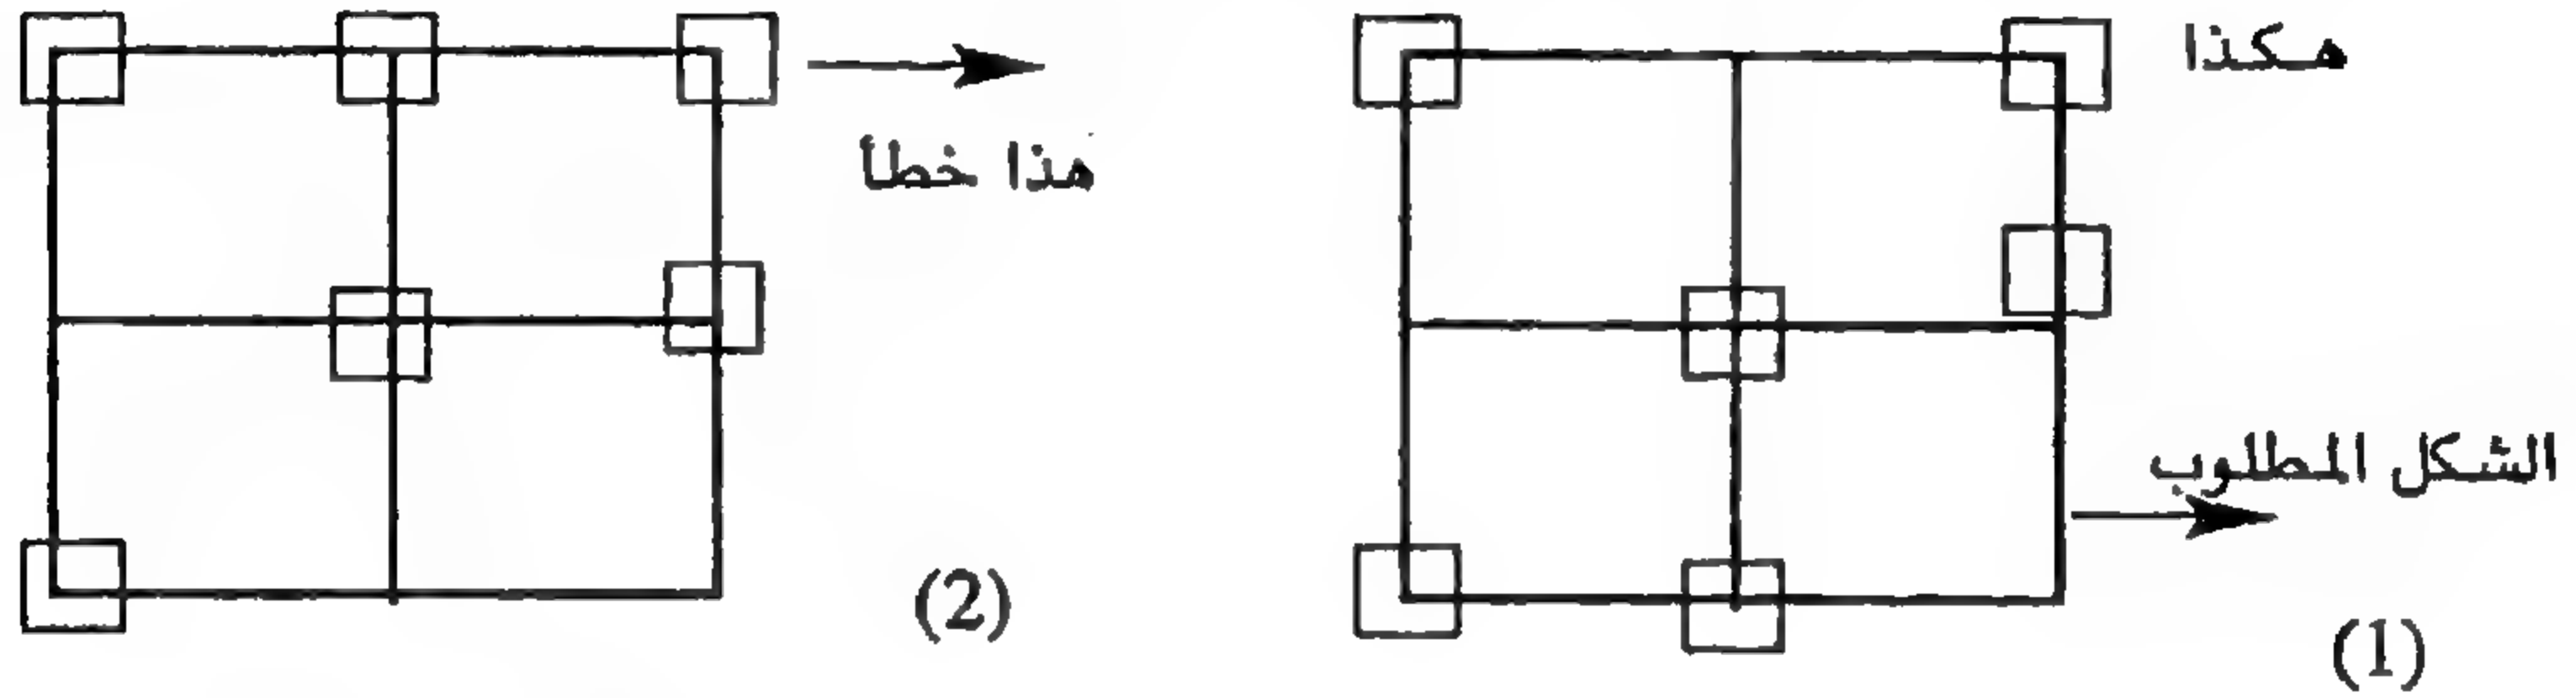 هكذا
الشكل المطلوب
(1)
هذا خطأ
(2)